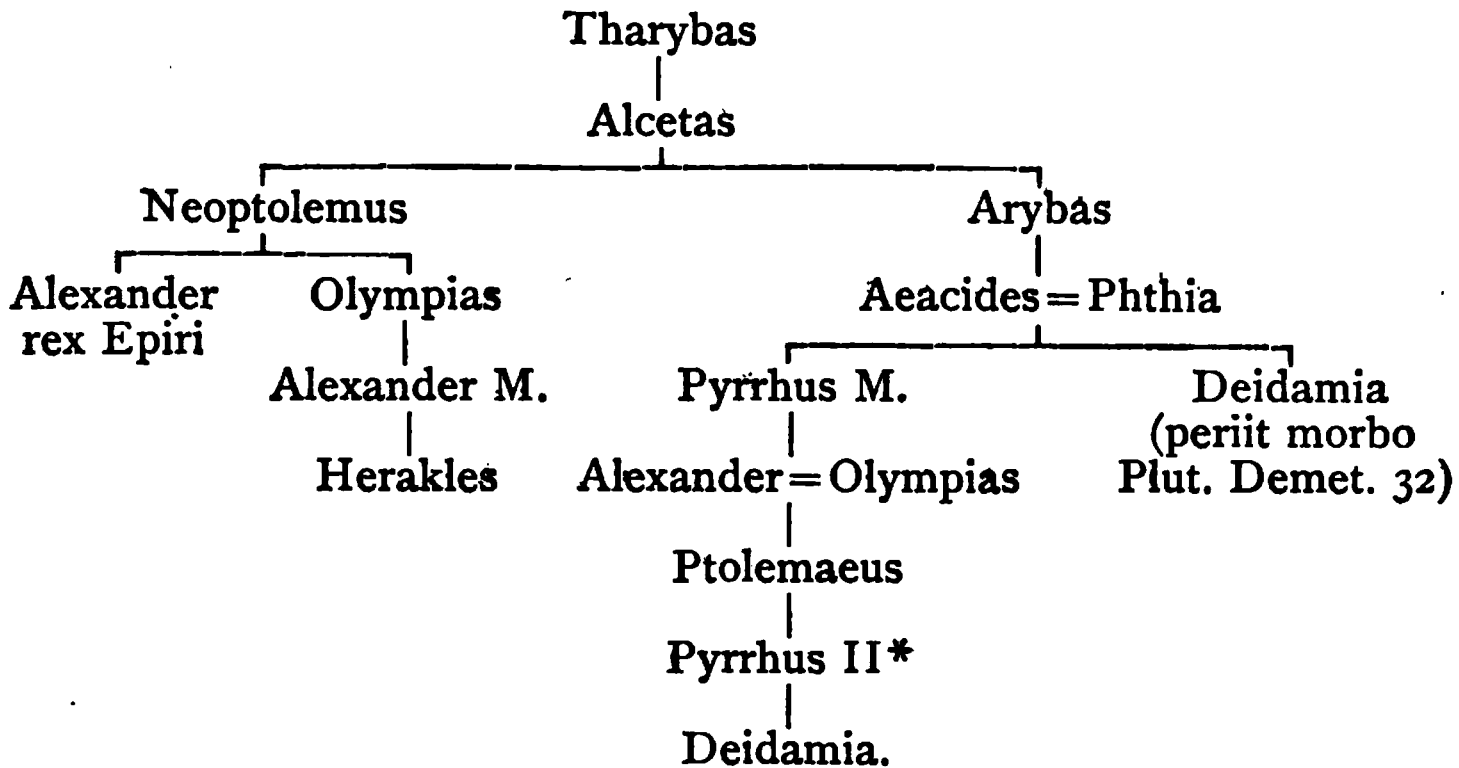 Tharybas
Alcetas
Neoptolemus Arybas
Alexander Olympias Aeacides=Phthia
rex Epiri
Alexander M. Pyrrhus M. Deidamia
(periit morbo
Herakles Alexander=Olympias Plut. Demet. 32)
Ptolemaeus
Pyrrhus II*
Deidamia.